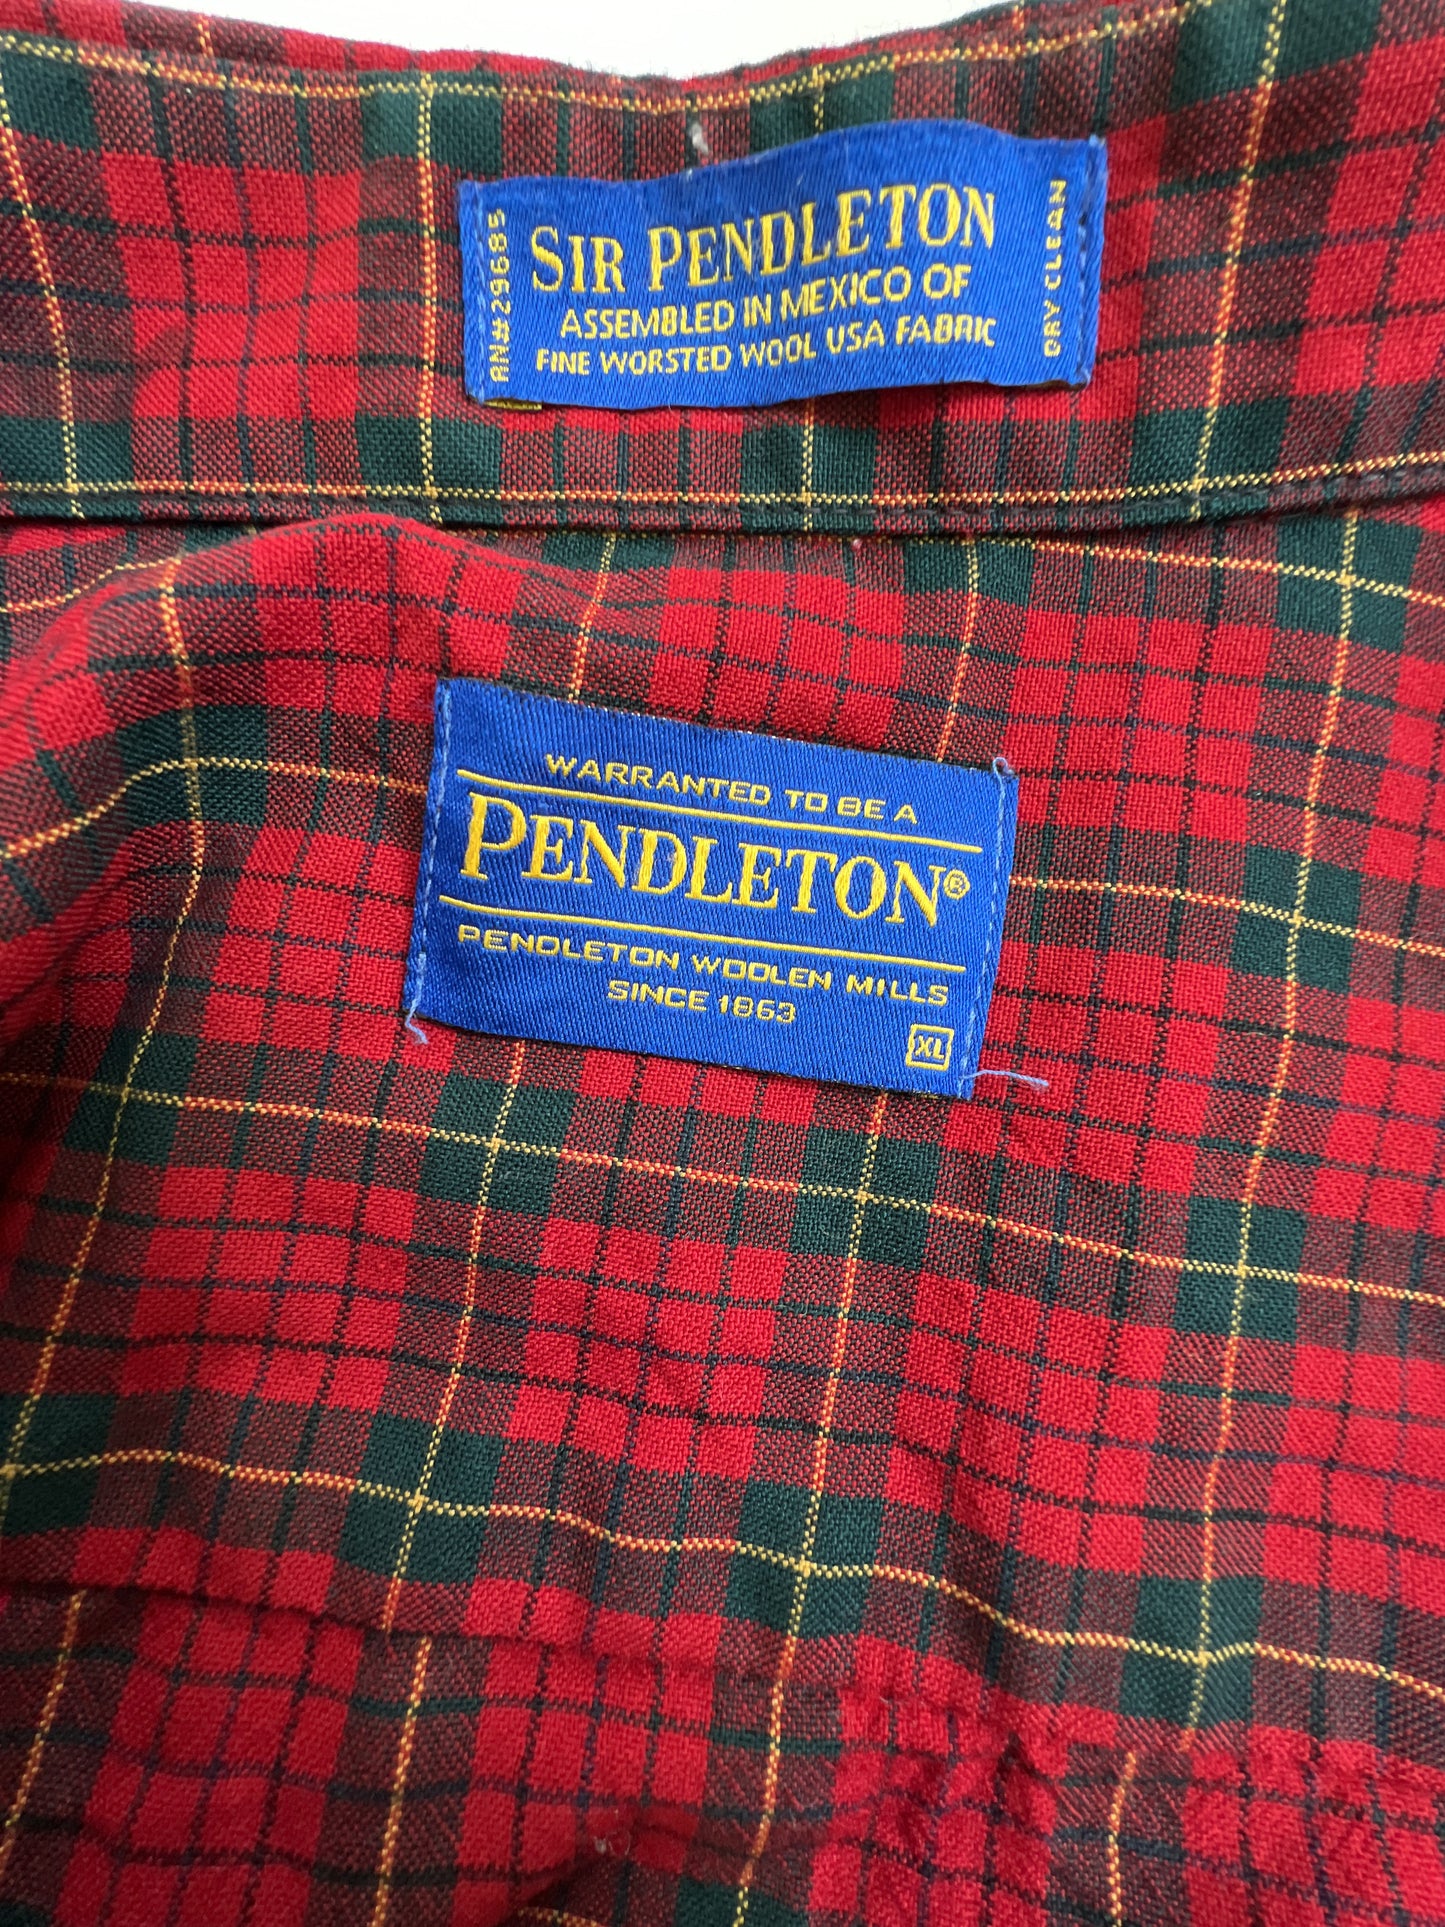 RN# 29685
SIR PENDLETON
ASSEMBLED IN MEXICO OF
FINE WORSTED WOOL USA FABRIC
DRY CLEAN
WARRANTED TO BE A
PENDLETON®
PENDLETON WOOLEN MILLS
SINCE 1863
XL